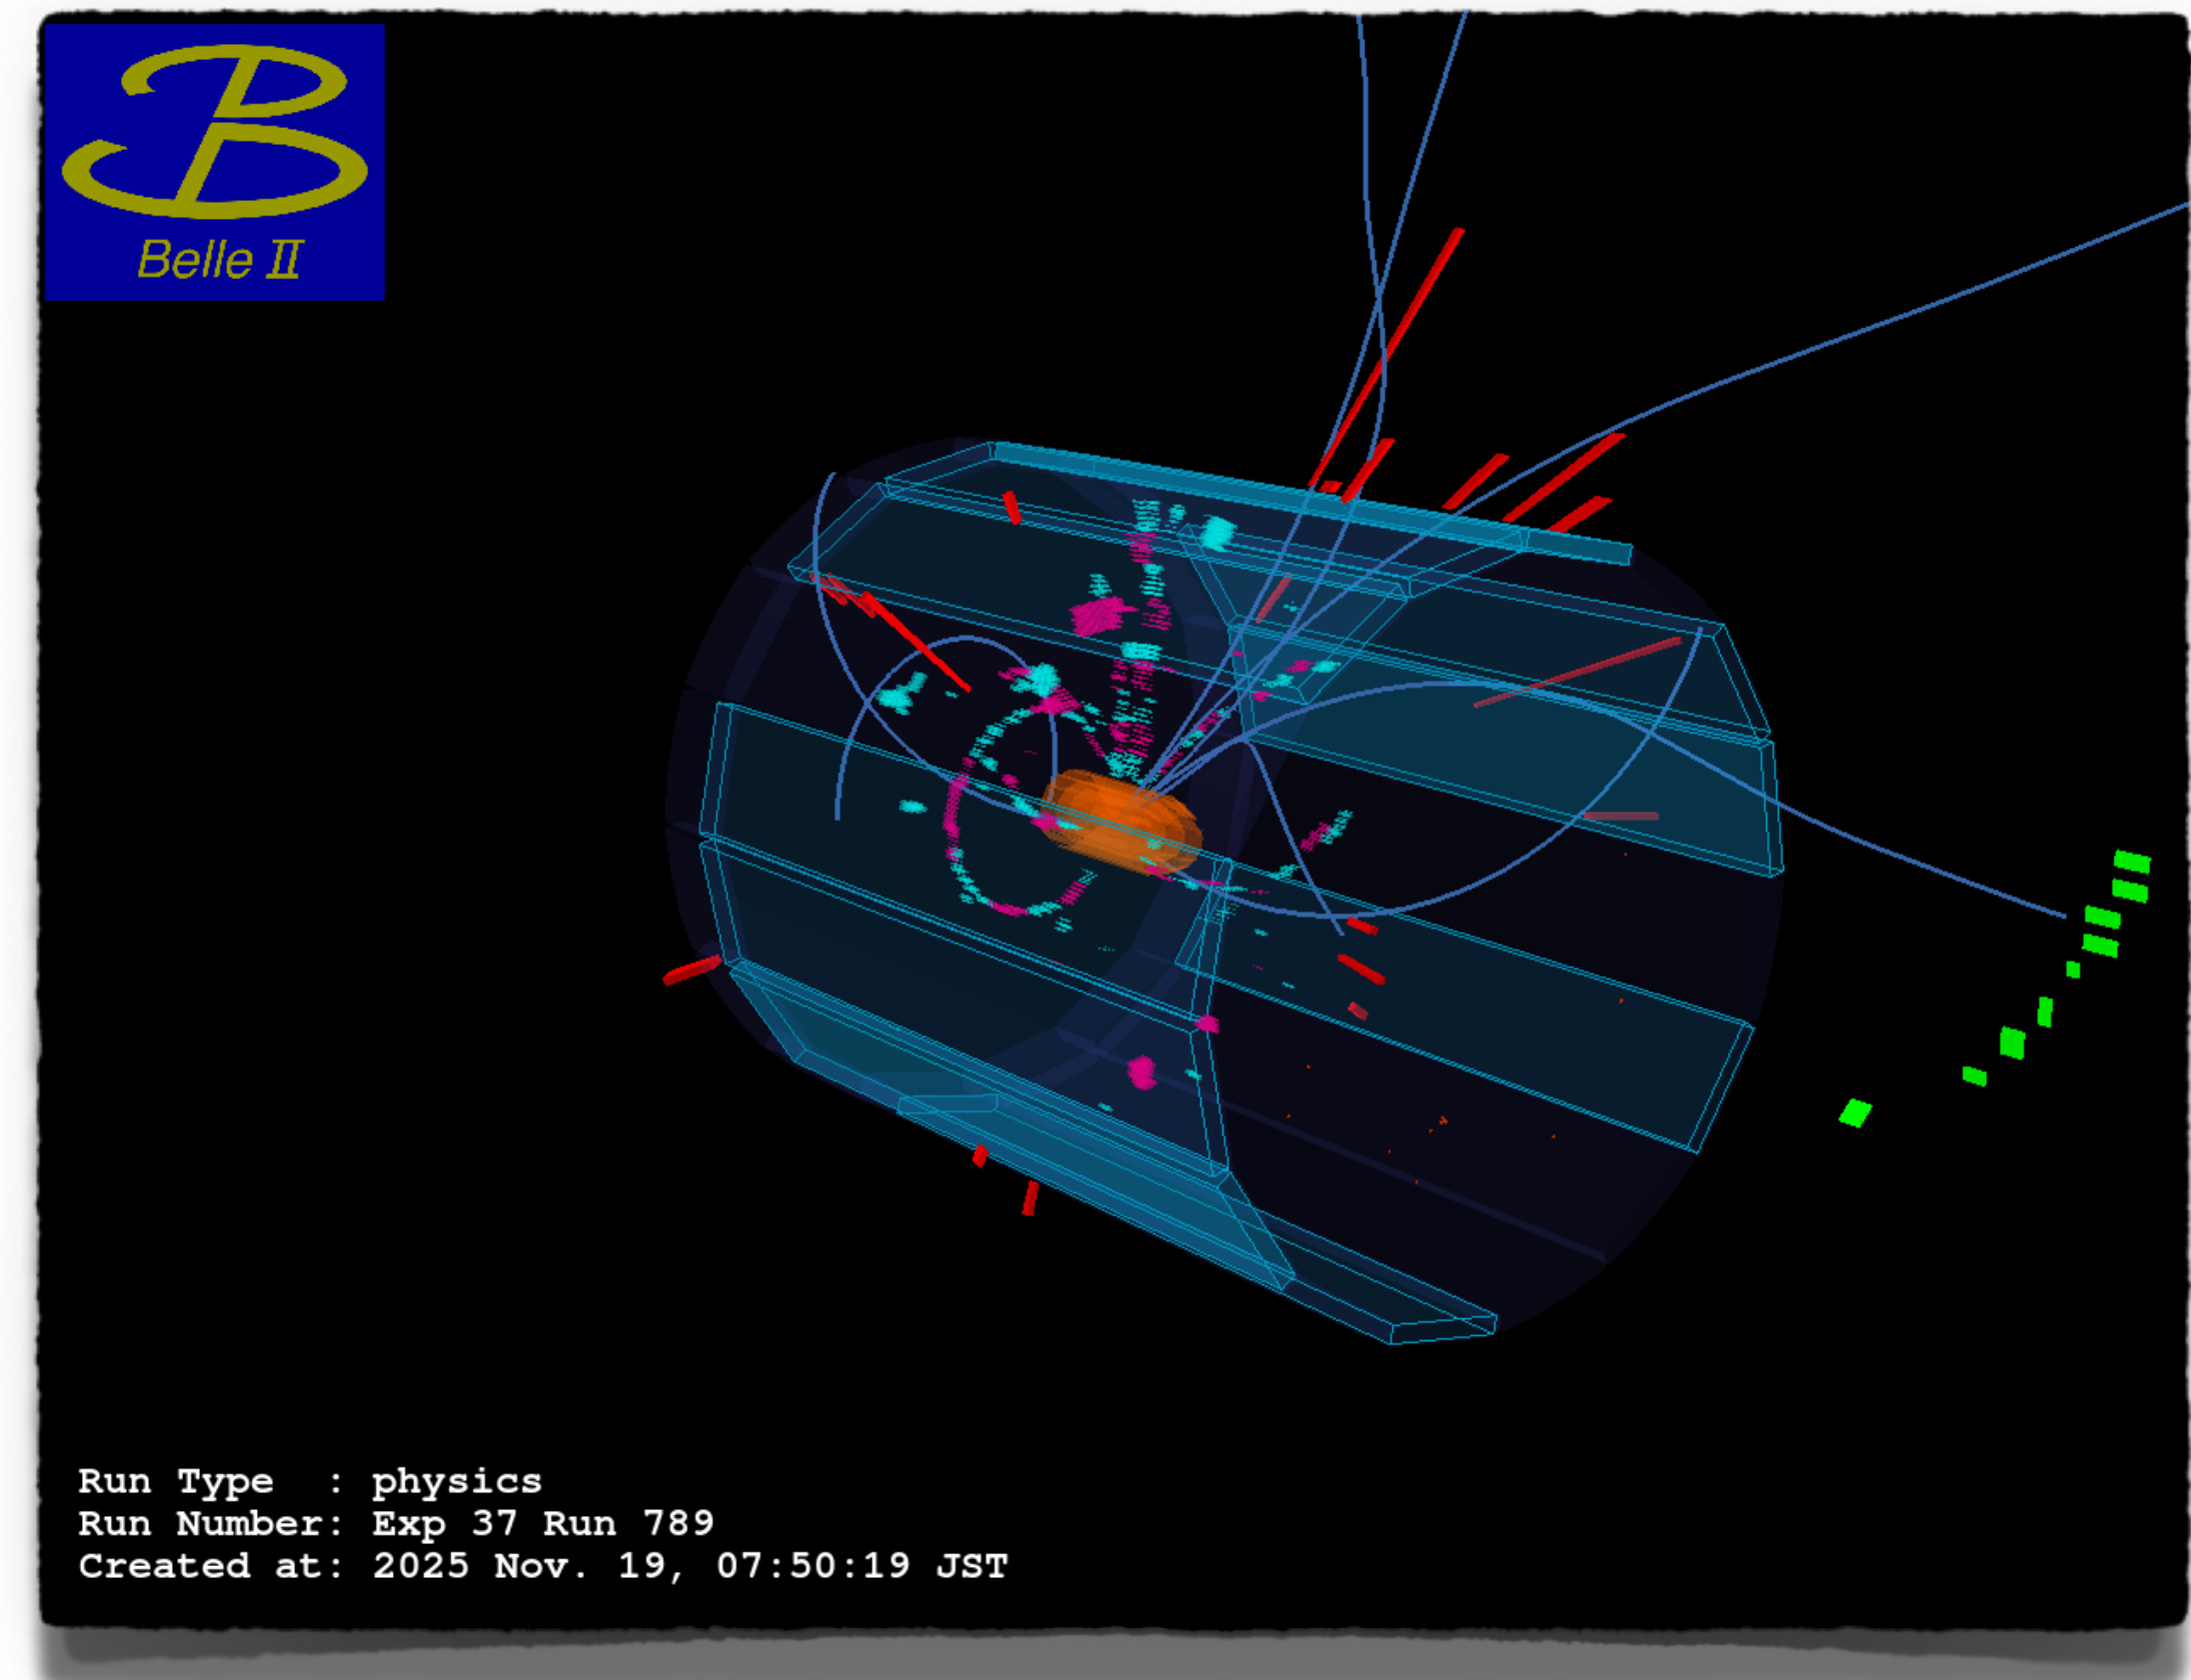 Belle II
Run Type  : physics
Run Number: Exp 37 Run 789
Created at: 2025 Nov. 19, 07:50:19 JST